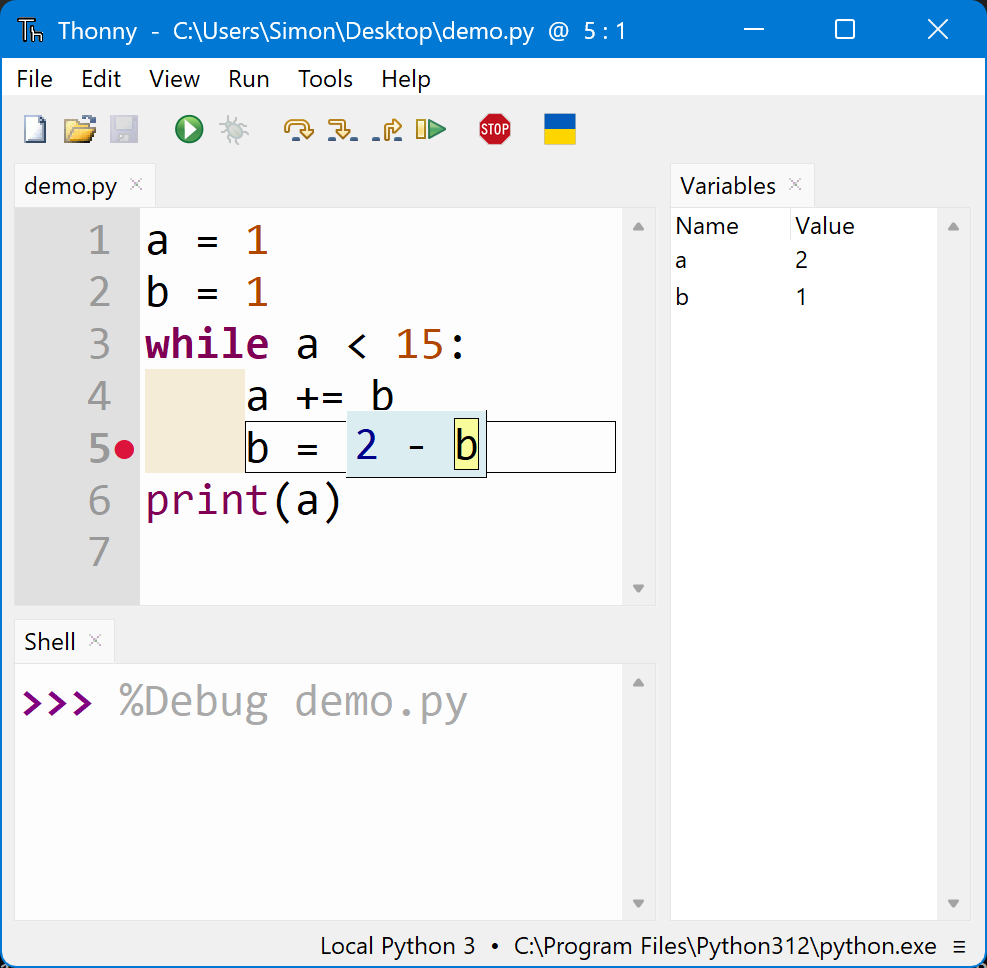 Th Thonny - C:\Users\Simon\Desktop\demo.py @ 5 : 1
File Edit View Run Tools Help
STOP
demo.py
1 a = 1
2 b = 1
3 while a < 15:
4 a += b
5 b = 2 - b
6 print(a)
7
Variables
Name Value
a 2
b 1
Shell
>>> %Debug demo.py
Local Python 3 • C:\Program Files\Python312\python.exe ≡